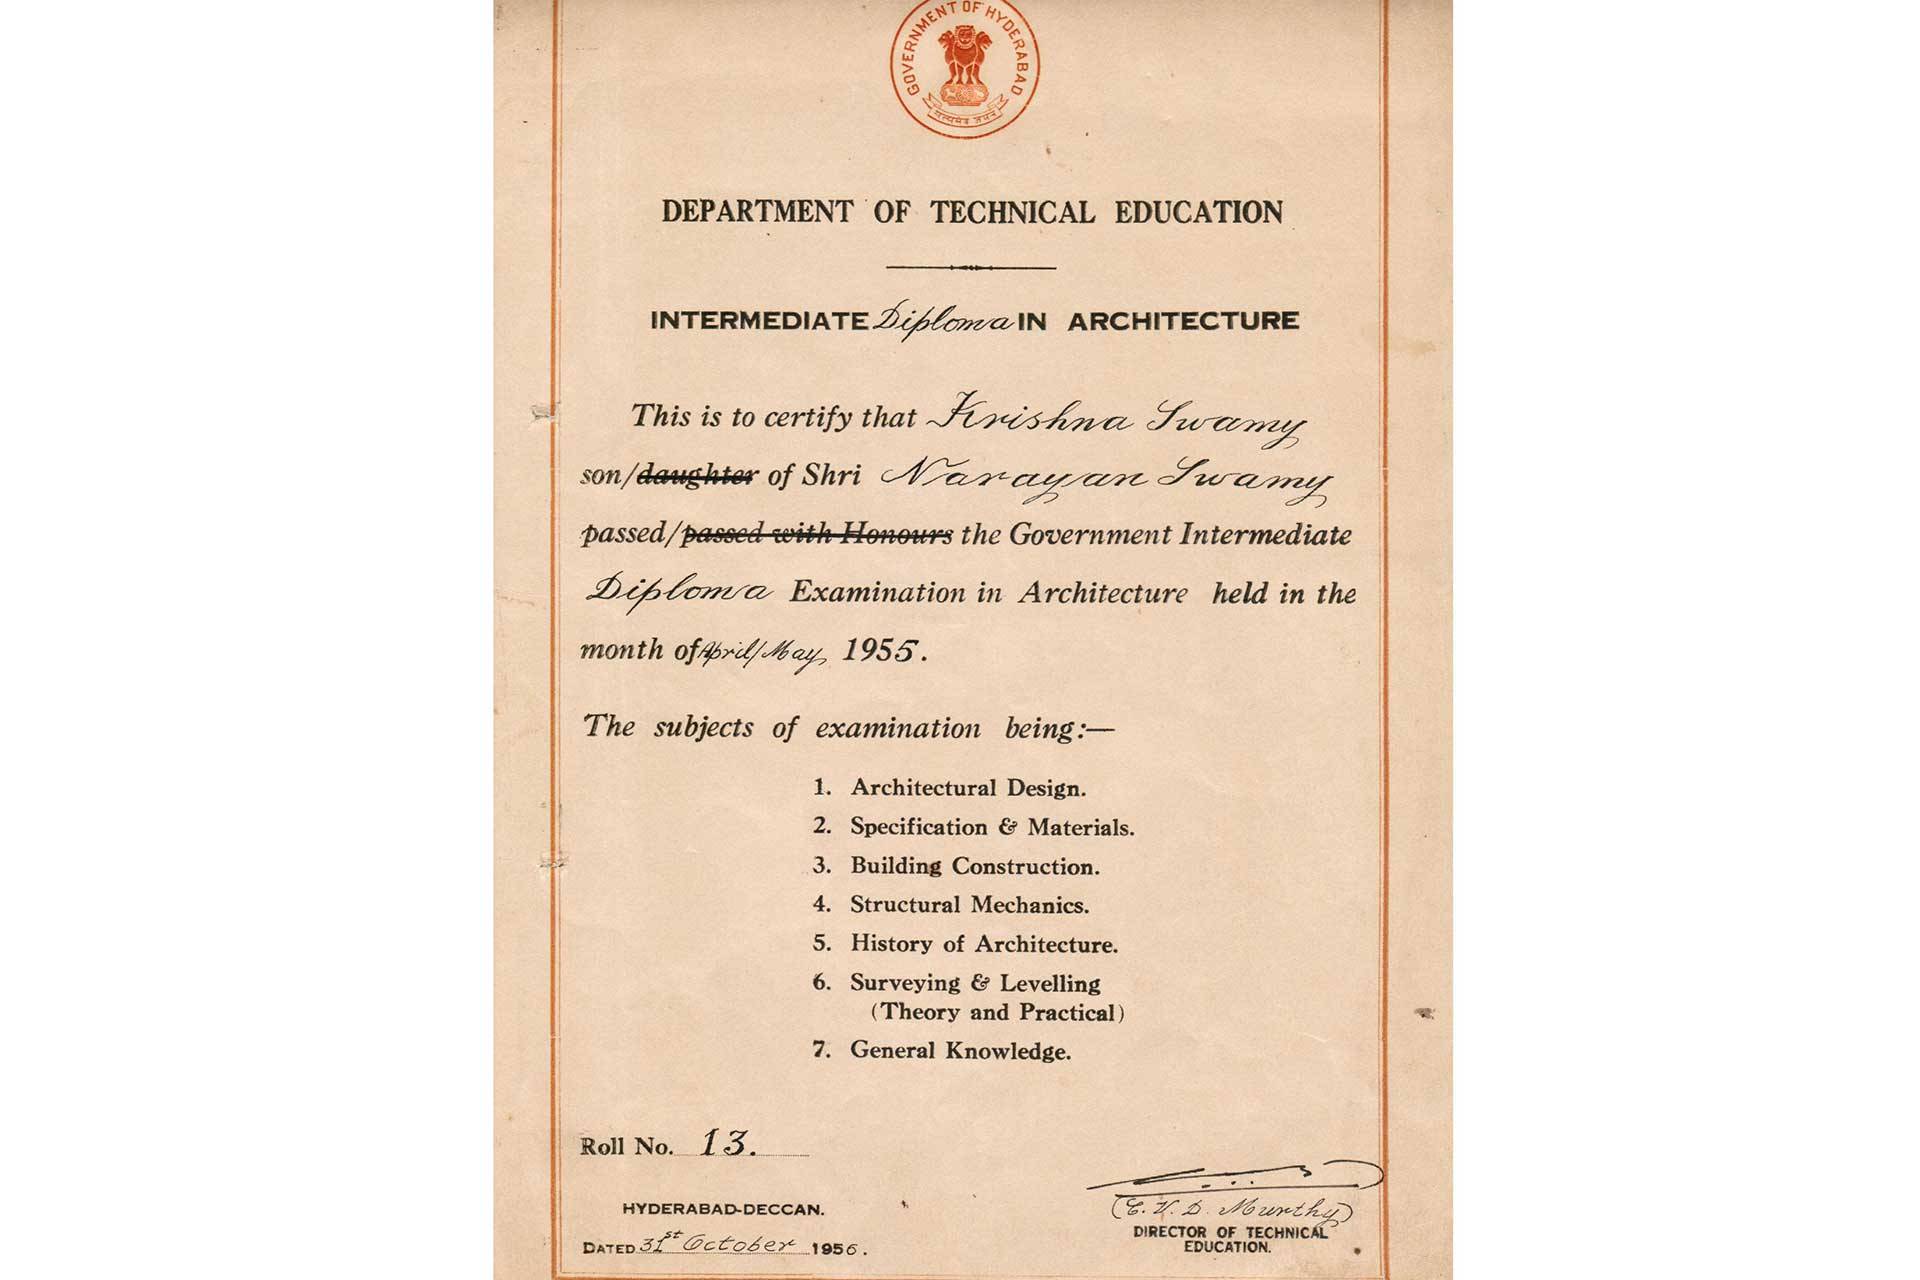 GOVERNMENT OF HYDERABAD
सत्यमेव जयते
DEPARTMENT OF TECHNICAL EDUCATION
INTERMEDIATE Diploma IN ARCHITECTURE
This is to certify that Krishna Swamy
son/daughter of Shri Narayan Swamy
passed/passed with Honours the Government Intermediate
Diploma Examination in Architecture held in the
month of April/May 1955.
The subjects of examination being:—
1. Architectural Design.
2. Specification & Materials.
3. Building Construction.
4. Structural Mechanics.
5. History of Architecture.
6. Surveying & Levelling
(Theory and Practical)
7. General Knowledge.
Roll No. 13.
HYDERABAD-DECCAN.
DATED 31st October 1956.
(C. V. D. Murthy)
DIRECTOR OF TECHNICAL
EDUCATION.